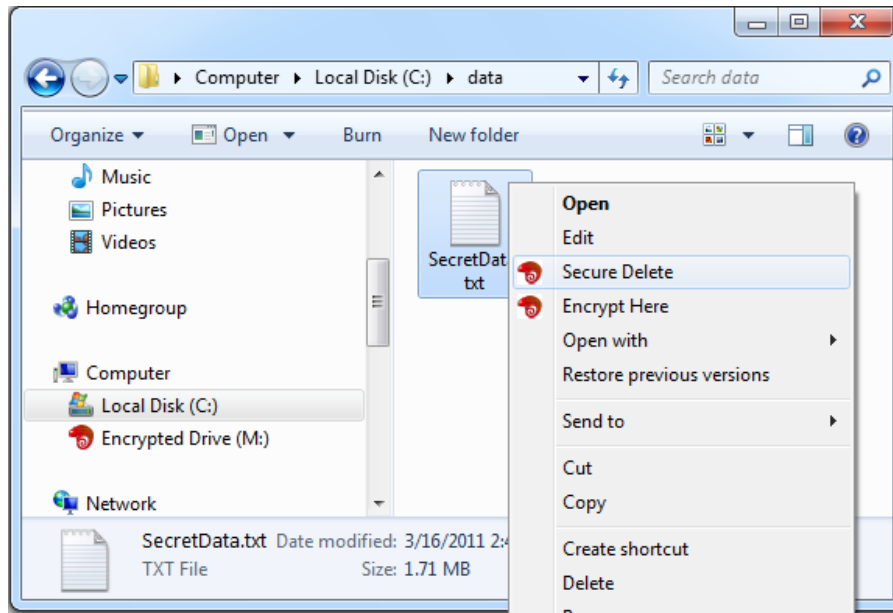 Computer Local Disk (C:) data
Search data
Organize Open Burn New folder
Music
Pictures
Videos
Homegroup
Computer
Local Disk (C:)
Encrypted Drive (M:)
Network
SecretDat
txt
Open
Edit
Secure Delete
Encrypt Here
Open with
Restore previous versions
Send to
Cut
Copy
Create shortcut
Delete
SecretData.txt Date modified: 3/16/2011 2:4
TXT File Size: 1.71 MB